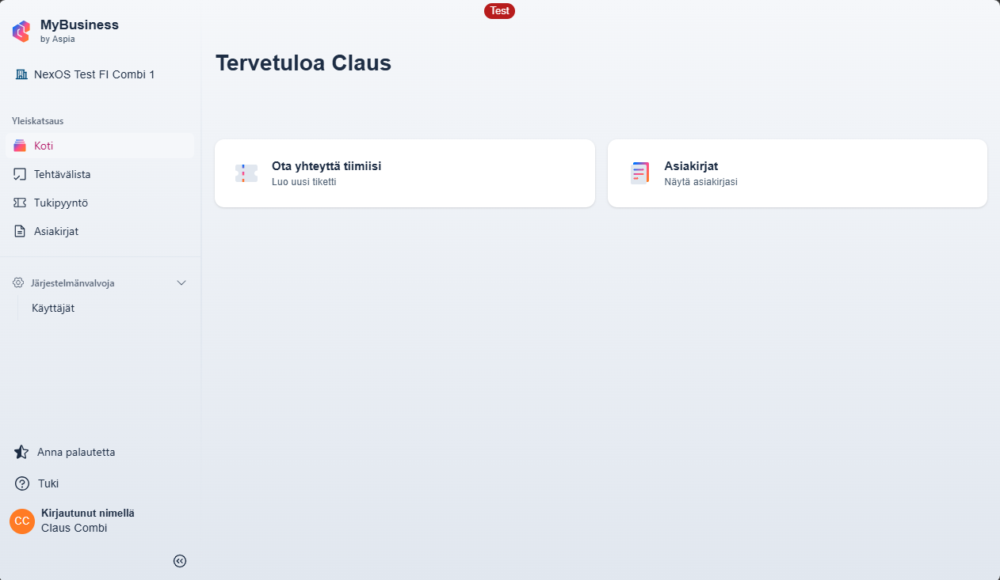 Test
MyBusiness
by Aspia
NexOS Test FI Combi 1
Yleiskatsaus
Koti
Tehtävälista
Tukipyyntö
Asiakirjat
Järjestelmänvalvoja
Käyttäjät
Anna palautetta
Tuki
CC
Kirjautunut nimellä
Claus Combi
Tervetuloa Claus
Ota yhteyttä tiimiisi
Luo uusi tiketti
Asiakirjat
Näytä asiakirjasi